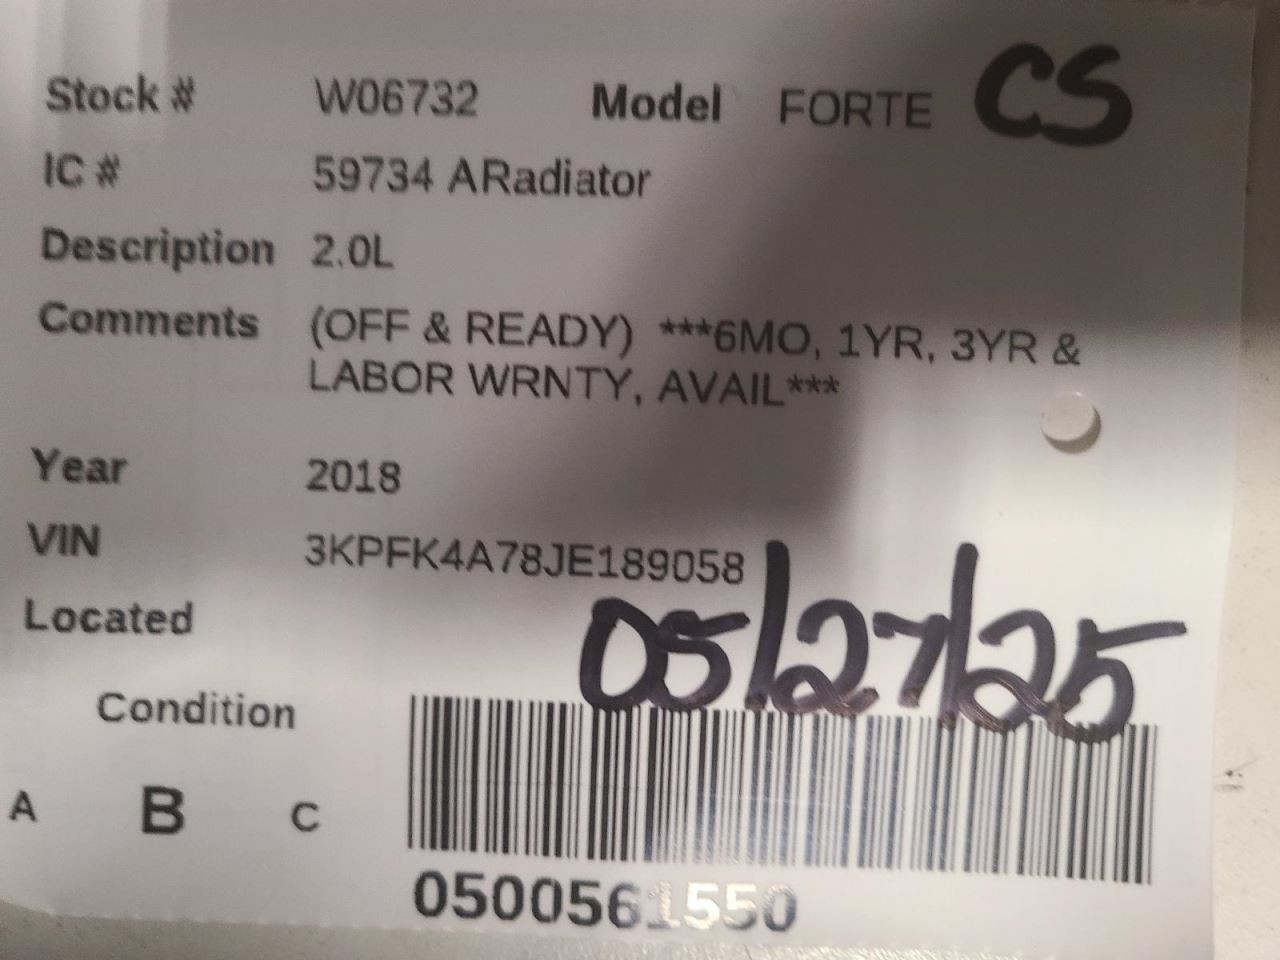 Stock # W06732 Model FORTE CS
IC # 59734 ARadiator
Description 2.0L
Comments (OFF & READY) ***6MO, 1YR, 3YR &
LABOR WRNTY, AVAIL***
Year 2018
VIN 3KPFK4A78JE189058
Located
05/27/25
Condition
A B C
0500561550